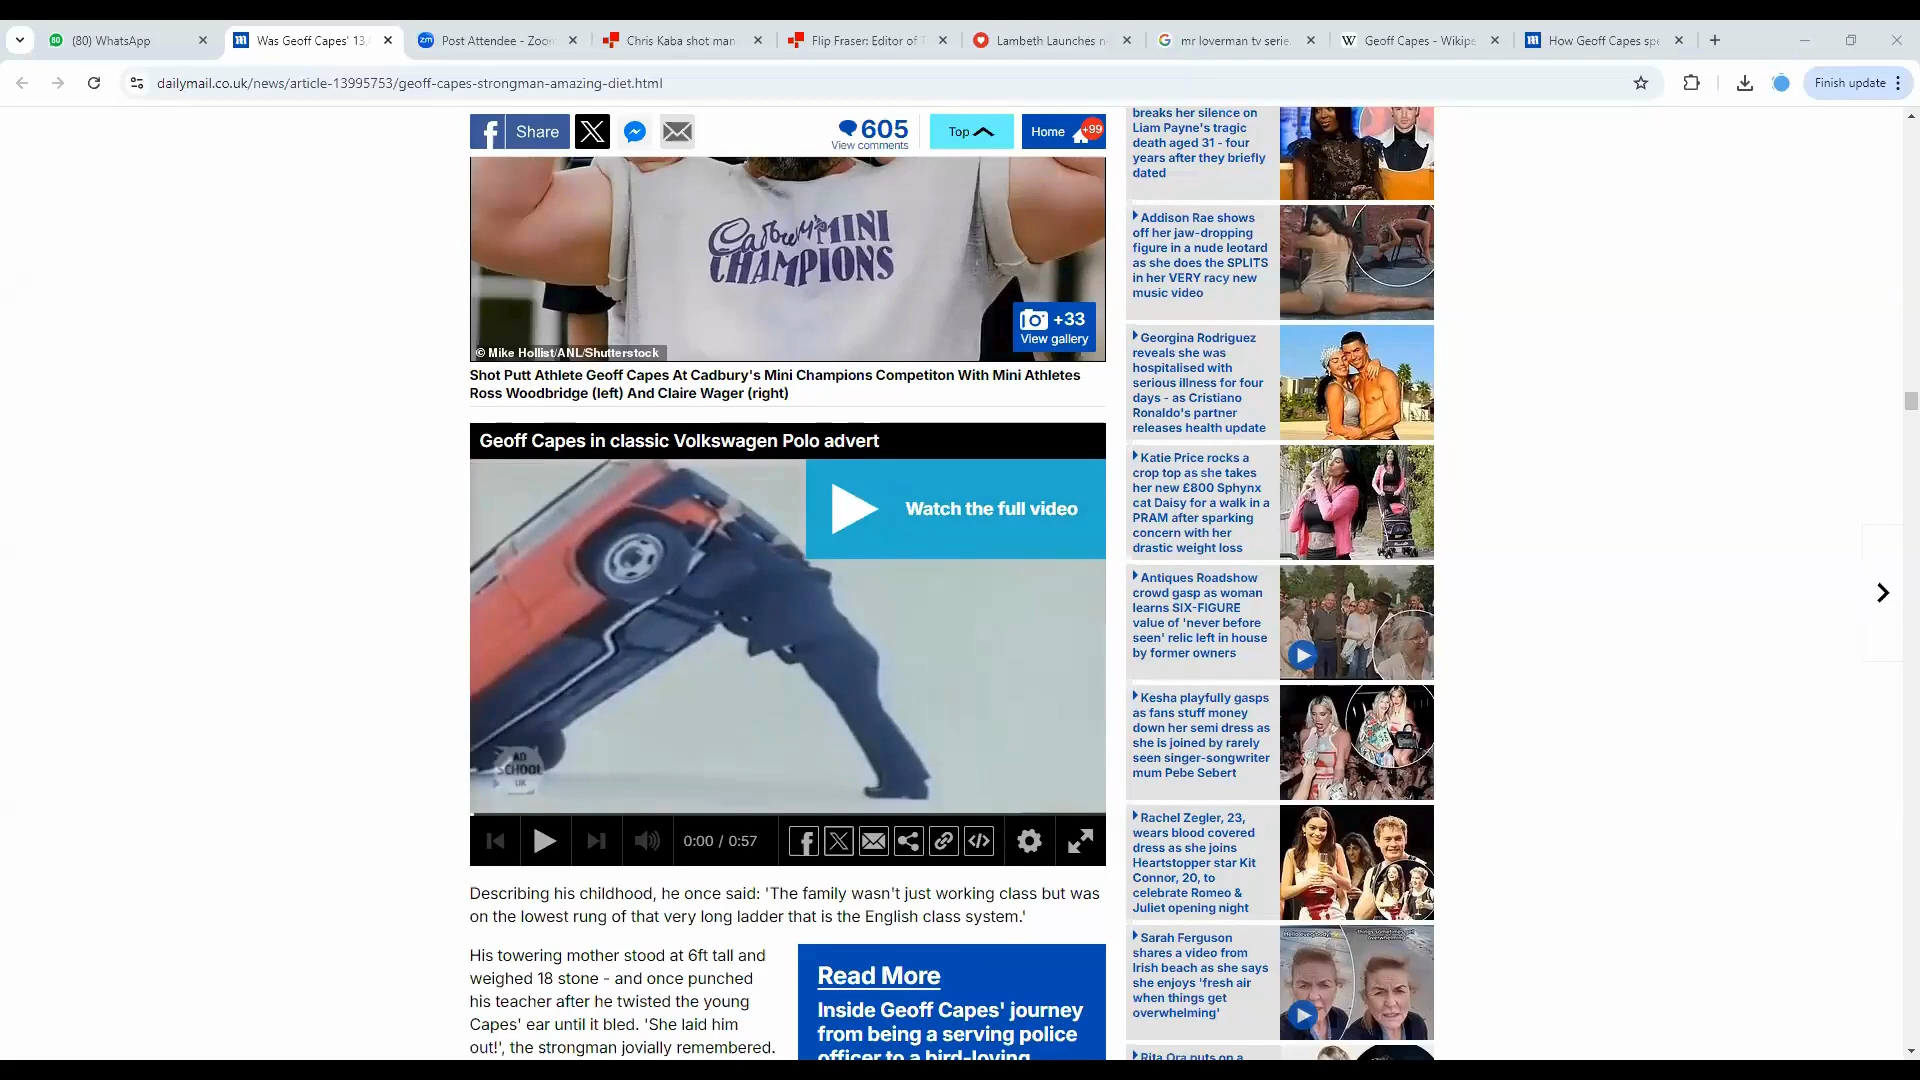 (80) WhatsApp
Was Geoff Capes' 13,
Post Attendee - Zoo
Chris Kaba shot man
Flip Fraser: Editor of T
Lambeth Launches n
mr loverman tv serie
Geoff Capes - Wikip
How Geoff Capes sp
dailymail.co.uk/news/article-13995753/geoff-capes-strongman-amazing-diet.html
Finish update
Share
605
View comments
Top
Home
+99
Cadbury's MINI
CHAMPIONS
+33
View gallery
© Mike Hollist/ANL/Shutterstock
Shot Putt Athlete Geoff Capes At Cadbury's Mini Champions Competiton With Mini Athletes
Ross Woodbridge (left) And Claire Wager (right)
Geoff Capes in classic Volkswagen Polo advert
Watch the full video
AD
SCHOOL
UK
0:00 / 0:57
Describing his childhood, he once said: 'The family wasn't just working class but was
on the lowest rung of that very long ladder that is the English class system.'
His towering mother stood at 6ft tall and
weighed 18 stone - and once punched
his teacher after he twisted the young
Capes' ear until it bled. 'She laid him
out!', the strongman jovially remembered.
Read More
Inside Geoff Capes' journey
from being a serving police
officer to a bird-loving
breaks her silence on
Liam Payne's tragic
death aged 31 - four
years after they briefly
dated
Addison Rae shows
off her jaw-dropping
figure in a nude leotard
as she does the SPLITS
in her VERY racy new
music video
Georgina Rodriguez
reveals she was
hospitalised with
serious illness for four
days - as Cristiano
Ronaldo's partner
releases health update
Katie Price rocks a
crop top as she takes
her new £800 Sphynx
cat Daisy for a walk in a
PRAM after sparking
concern with her
drastic weight loss
Antiques Roadshow
crowd gasp as woman
learns SIX-FIGURE
value of 'never before
seen' relic left in house
by former owners
Kesha playfully gasps
as fans stuff money
down her semi dress as
she is joined by rarely
seen singer-songwriter
mum Pebe Sebert
Rachel Zegler, 23,
wears blood covered
dress as she joins
Heartstopper star Kit
Connor, 20, to
celebrate Romeo &
Juliet opening night
Sarah Ferguson
shares a video from
Irish beach as she says
she enjoys 'fresh air
when things get
overwhelming'
Rita Ora puts on a